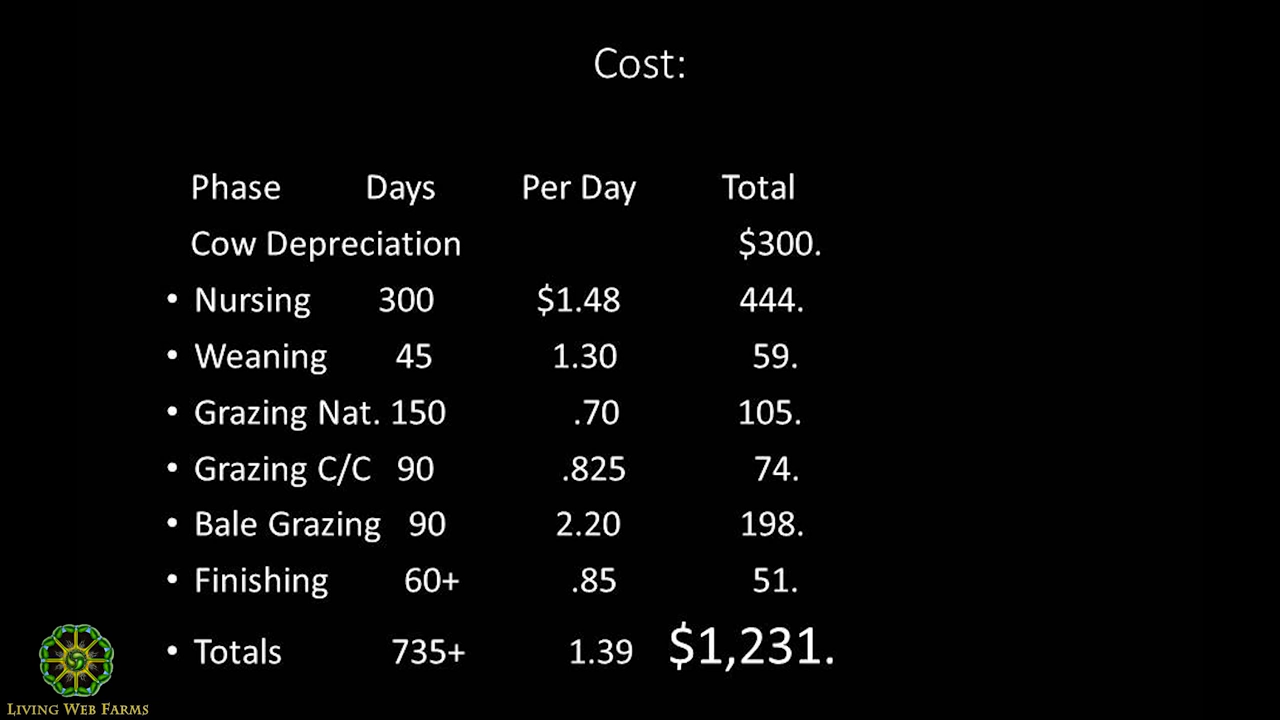 Cost:
Phase Days Per Day Total
Cow Depreciation $300.
• Nursing 300 $1.48 444.
• Weaning 45 1.30 59.
• Grazing Nat. 150 .70 105.
• Grazing C/C 90 .825 74.
• Bale Grazing 90 2.20 198.
• Finishing 60+ .85 51.
• Totals 735+ 1.39 $1,231.
LIVING WEB FARMS